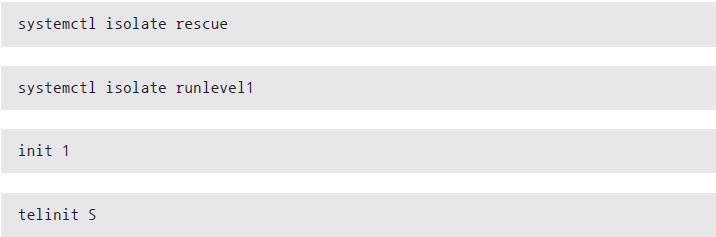 systemctl isolate rescue
systemctl isolate runlevel1
init 1
telinit S